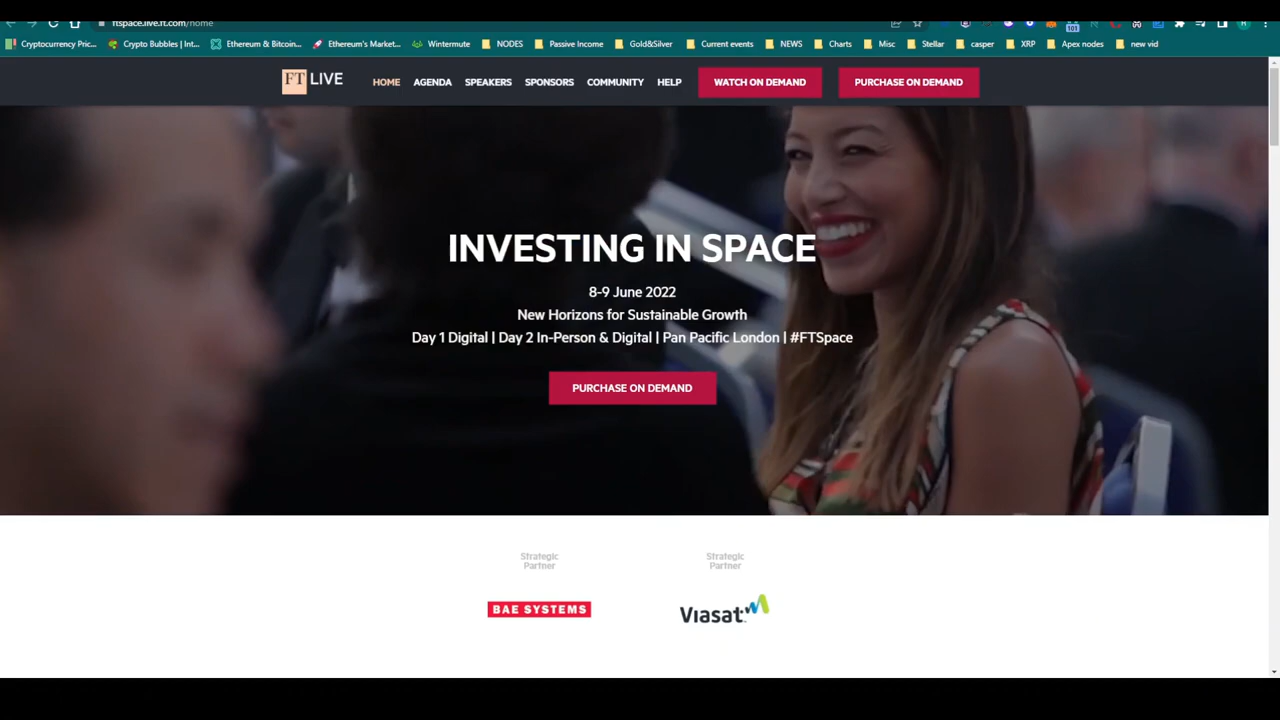 ftspace.live.ft.com/home
Cryptocurrency Pric...
Crypto Bubbles | Int...
Ethereum & Bitcoin...
Ethereum's Market...
Wintermute
NODES
Passive Income
Gold&Silver
Current events
NEWS
Charts
Misc
Stellar
casper
XRP
Apex nodes
new vid
101
FT LIVE
HOME
AGENDA
SPEAKERS
SPONSORS
COMMUNITY
HELP
WATCH ON DEMAND
PURCHASE ON DEMAND
INVESTING IN SPACE
8-9 June 2022
New Horizons for Sustainable Growth
Day 1 Digital | Day 2 In-Person & Digital | Pan Pacific London | #FTSpace
PURCHASE ON DEMAND
Strategic
Partner
Strategic
Partner
BAE SYSTEMS
Viasat